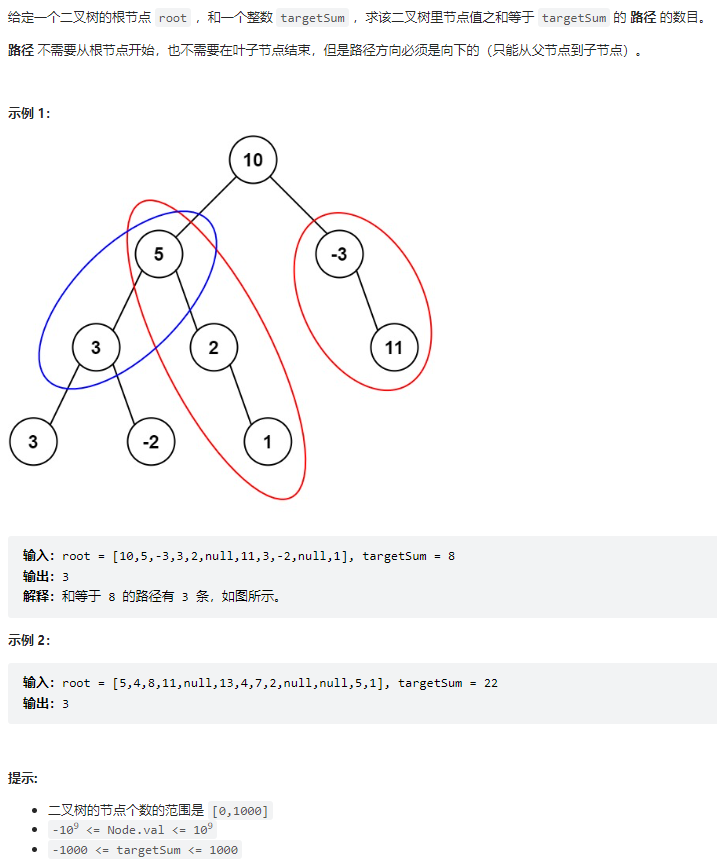 给定一个二叉树的根节点 root ，和一个整数 targetSum ，求该二叉树里节点值之和等于 targetSum 的 路径 的数目。
路径 不需要从根节点开始，也不需要在叶子节点结束，但是路径方向必须是向下的（只能从父节点到子节点）。
示例 1：
10
5
-3
3
2
11
3
-2
1
输入：root = [10,5,-3,3,2,null,11,3,-2,null,1], targetSum = 8
输出：3
解释：和等于 8 的路径有 3 条，如图所示。
示例 2：
输入：root = [5,4,8,11,null,13,4,7,2,null,null,5,1], targetSum = 22
输出：3
提示:
• 二叉树的节点个数的范围是 [0,1000]
• -10⁹ <= Node.val <= 10⁹
• -1000 <= targetSum <= 1000